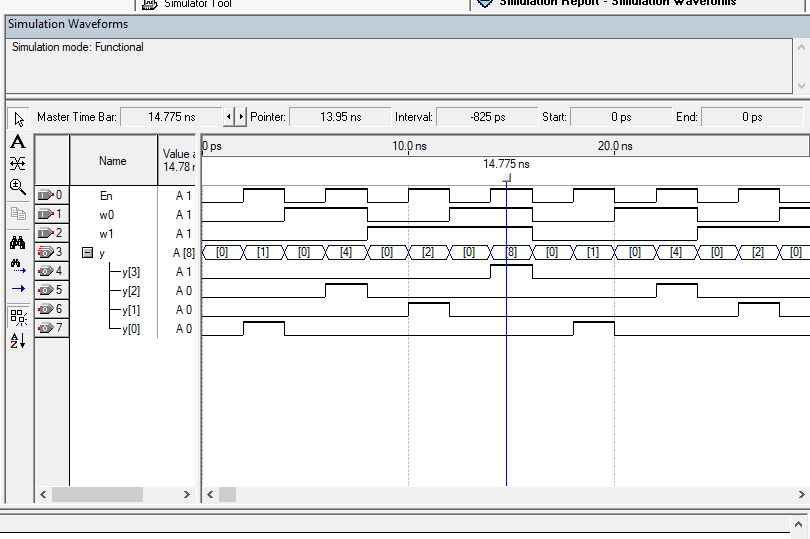 Simulator Tool
Simulation Report - Simulation Waveforms
Simulation Waveforms
Simulation mode: Functional
Master Time Bar: 14.775 ns Pointer: 13.95 ns Interval: -825 ps Start: 0 ps End: 0 ps
Name
Value a
14.78 r
0 ps 10.0 ns 20.0 ns
14.775 ns
0 En A 1
1 w0 A 1
2 w1 A 1
3 y A [8] [0] [1] [0] [4] [0] [2] [0] [8] [0] [1] [0] [4] [0] [2] [0]
4 y[3] A 1
5 y[2] A 0
6 y[1] A 0
7 y[0] A 0